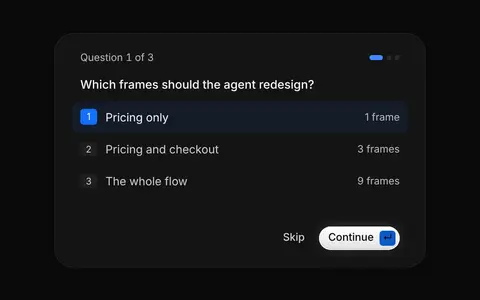 Question 1 of 3
Which frames should the agent redesign?
1 Pricing only 1 frame
2 Pricing and checkout 3 frames
3 The whole flow 9 frames
Skip Continue